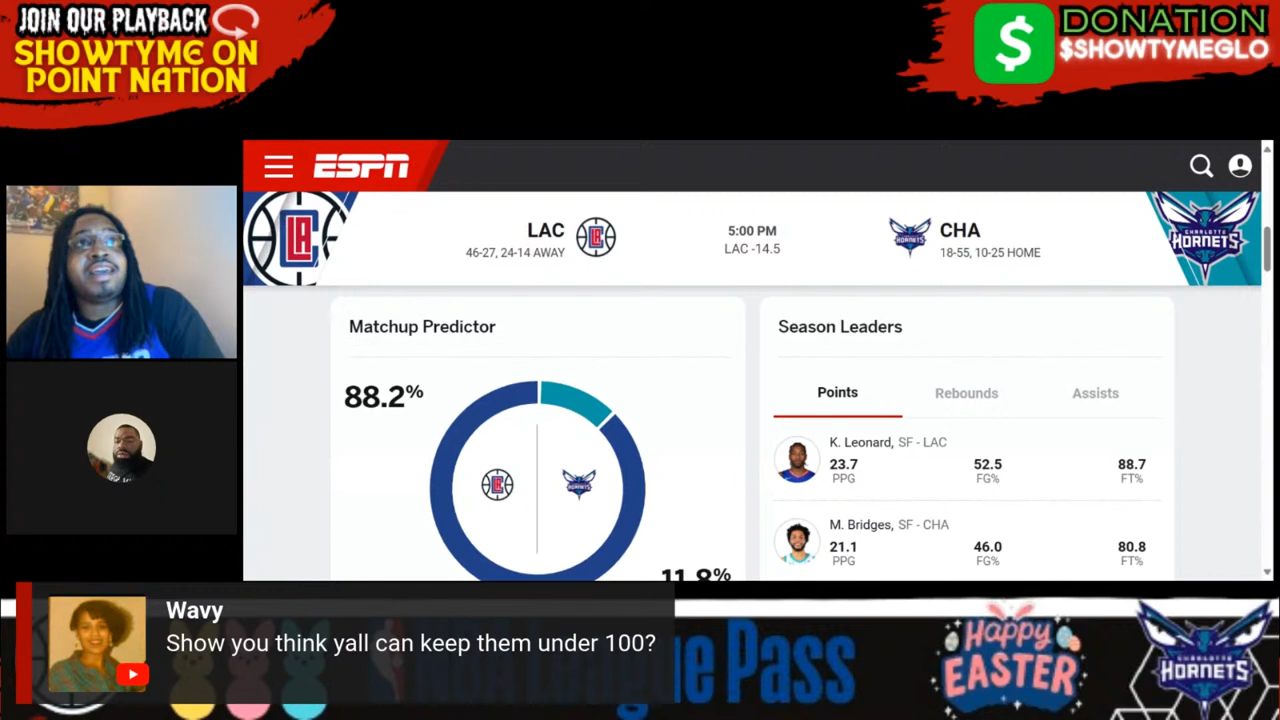 JOIN OUR PLAYBACK
SHOWTYME ON
POINT NATION
DONATION
$SHOWTYMEGLO
ESPN
LAC
46-27, 24-14 AWAY
5:00 PM
LAC -14.5
CHA
18-55, 10-25 HOME
CHARLOTTE
HORNETS
Matchup Predictor
88.2%
11.8%
Season Leaders
Points
Rebounds
Assists
K. Leonard, SF - LAC
23.7
PPG
52.5
FG%
88.7
FT%
M. Bridges, SF - CHA
21.1
PPG
46.0
FG%
80.8
FT%
Wavy
Show you think yall can keep them under 100?
Pass
Happy
EASTER
CHARLOTTE
HORNETS